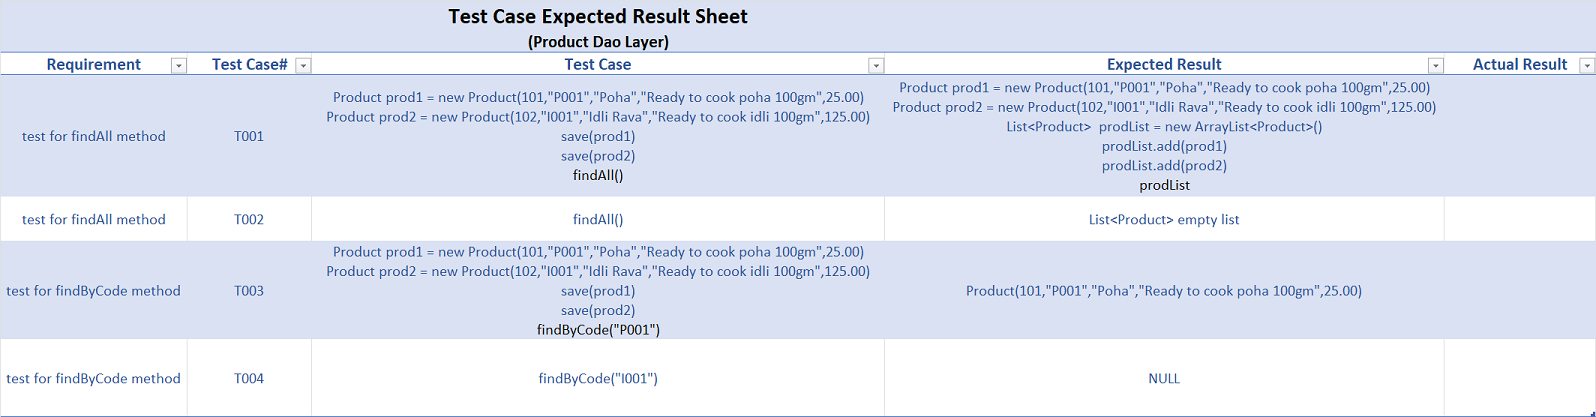 Test Case Expected Result Sheet
(Product Dao Layer)
Requirement Test Case# Test Case Expected Result Actual Result
test for findAll method
T001
Product prod1 = new Product(101,"P001","Poha","Ready to cook poha 100gm",25.00)
Product prod2 = new Product(102,"I001","Idli Rava","Ready to cook idli 100gm",125.00)
save(prod1)
save(prod2)
findAll()
Product prod1 = new Product(101,"P001","Poha","Ready to cook poha 100gm",25.00)
Product prod2 = new Product(102,"I001","Idli Rava","Ready to cook idli 100gm",125.00)
List<Product>  prodList = new ArrayList<Product>()
prodList.add(prod1)
prodList.add(prod2)
prodList
test for findAll method
T002
findAll()
List<Product> empty list
test for findByCode method
T003
Product prod1 = new Product(101,"P001","Poha","Ready to cook poha 100gm",25.00)
Product prod2 = new Product(102,"I001","Idli Rava","Ready to cook idli 100gm",125.00)
save(prod1)
save(prod2)
findByCode("P001")
Product(101,"P001","Poha","Ready to cook poha 100gm",25.00)
test for findByCode method
T004
findByCode("I001")
NULL